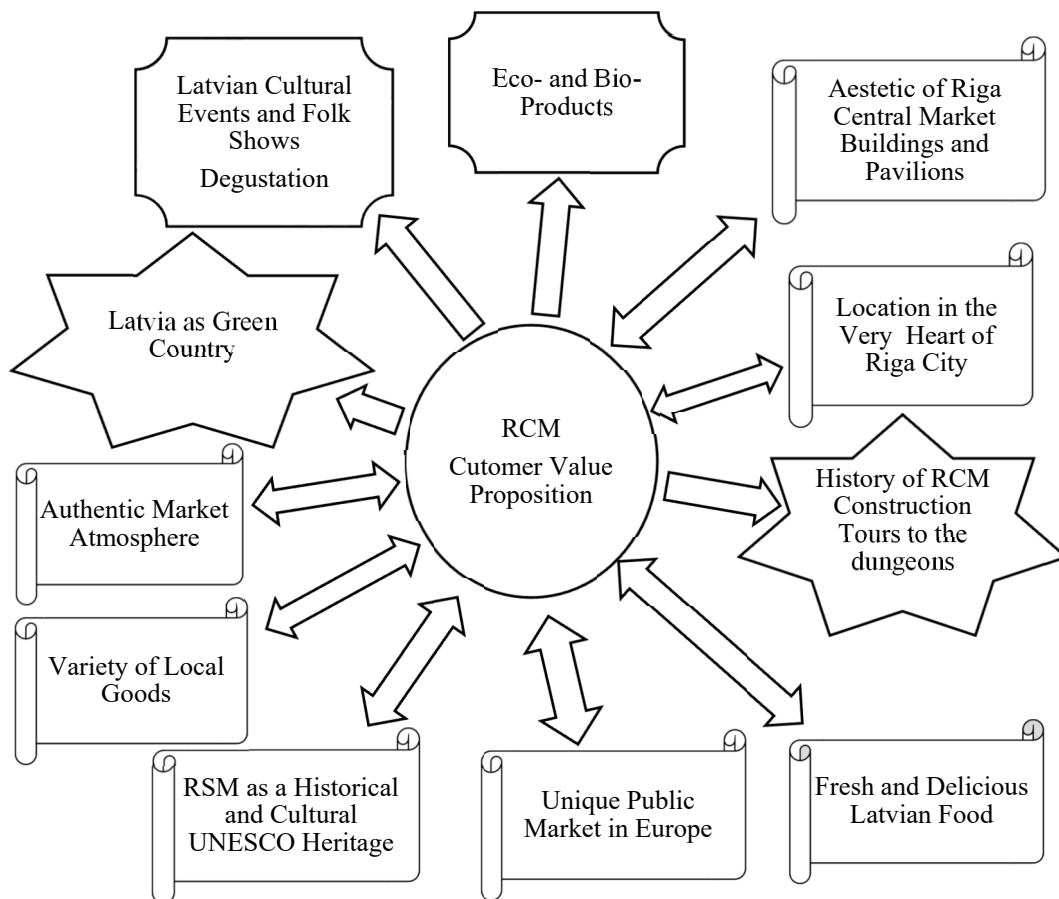 Latvian Cultural
Events and Folk
Shows
Degustation
Eco- and Bio-
Products
Aestetic of Riga
Central Market
Buildings and
Pavilions
Latvia as Green
Country
Location in the
Very Heart of
Riga City
RCM
Cutomer Value
Proposition
History of RCM
Construction
Tours to the
dungeons
Authentic Market
Atmosphere
Variety of Local
Goods
RSM as a Historical
and Cultural
UNESCO Heritage
Unique Public
Market in Europe
Fresh and Delicious
Latvian Food